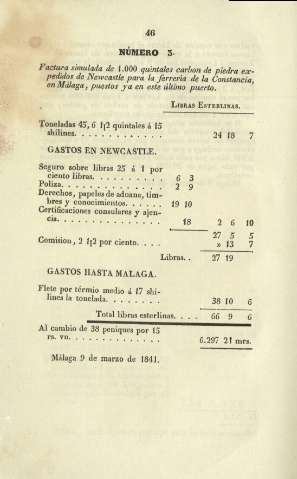 46
NÚMERO 3.
Factura simulada de 1.000 quintales carbon de piedra ex-
pedidos de Newcastle para la ferrería de la Constancia,
en Málaga, puestos ya en este último puerto.
LIBRAS ESTERLINAS.
Toneladas 45, 6 1/2 quintales á 15
shilines. . . . . . . . . . . . . . 24 18 7
GASTOS EN NEWCASTLE.
Seguro sobre libras 25 á 1 por
ciento libras. . . . . . . . . . . 6 3
Poliza. . . . . . . . . . . . . . . 2 9
Derechos, papeles de aduano, tim-
bres y conocimientos. . . . . . . 19 10
Certificaciones consulares y ajen-
cia. . . . . . . . . . . . . . . . 18 2 6 10
27 5 5
Comision, 2 1/2 por ciento. . . . » 13 7
Libras. . 27 19
GASTOS HASTA MALAGA.
Flete por térmio medio á 17 shi-
lines la tonelada. . . . . . . . . 38 10 6
Total libras esterlinas. . . . 66 9 6
Al cambio de 38 peniques por 15
rs. vn. . . . . . . . . . . . . . . 6.297 21 mrs.
Málaga 9 de marzo de 1841.